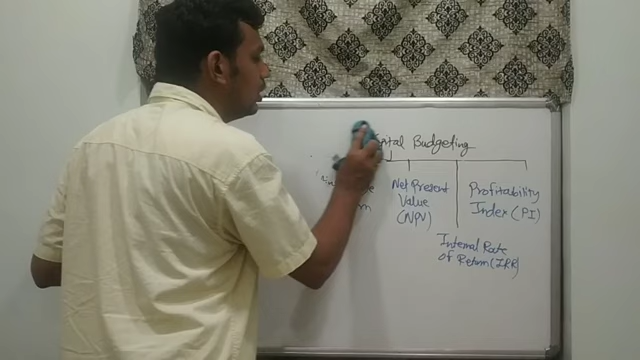 Budgeting
Net Present
Value
(NPV)
Profitability
Index (PI)
Internal Rate
of Return (IRR)